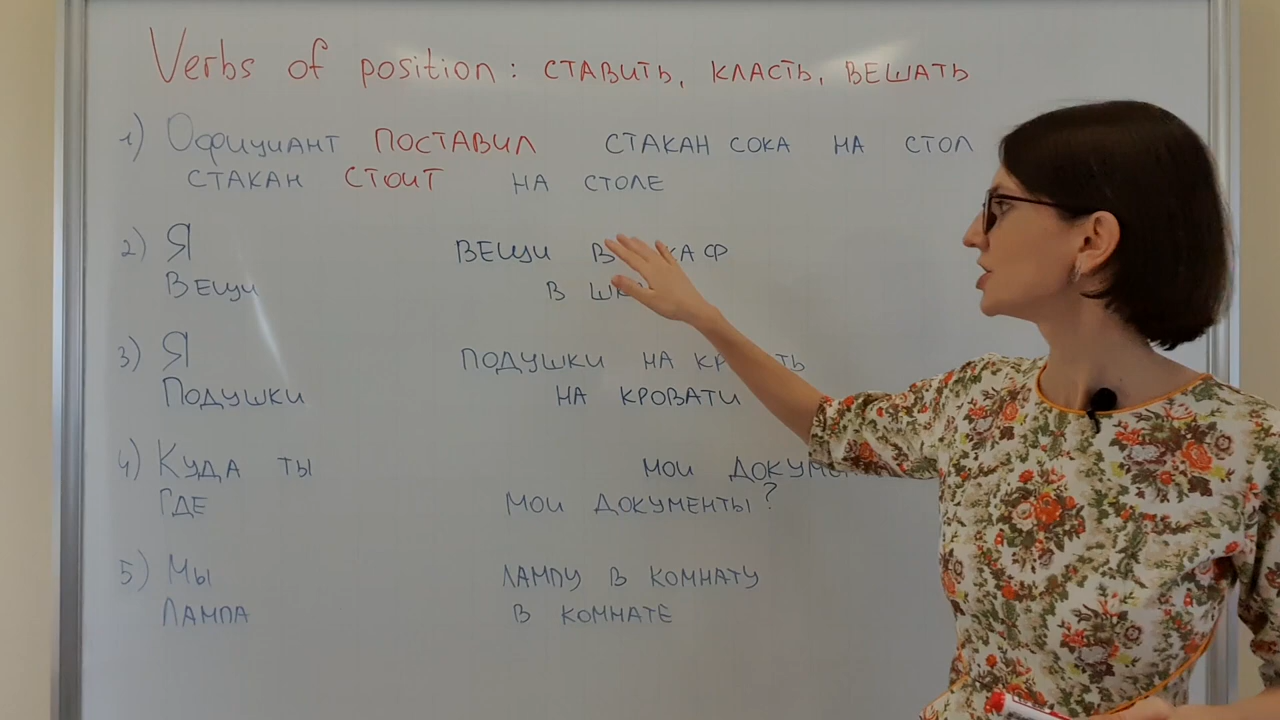 Verbs of position: СТАВИТЬ, КЛАСТЬ, ВЕШАТЬ
1) Официант ПОСТАВИЛ СТАКАН СОКА НА СТОЛ
СТАКАН СТОИТ НА СТОЛЕ
2) Я ВЕЩИ В
Вещи В
3) Я ПОДУШКИ НА
Подушки НА КРОВАТИ
4) Куда ТЫ МОИ
ГДЕ МОИ ДОКУМЕНТЫ?
5) Мы ЛАМПУ В КОМНАТУ
Лампа В КОМНАТЕ